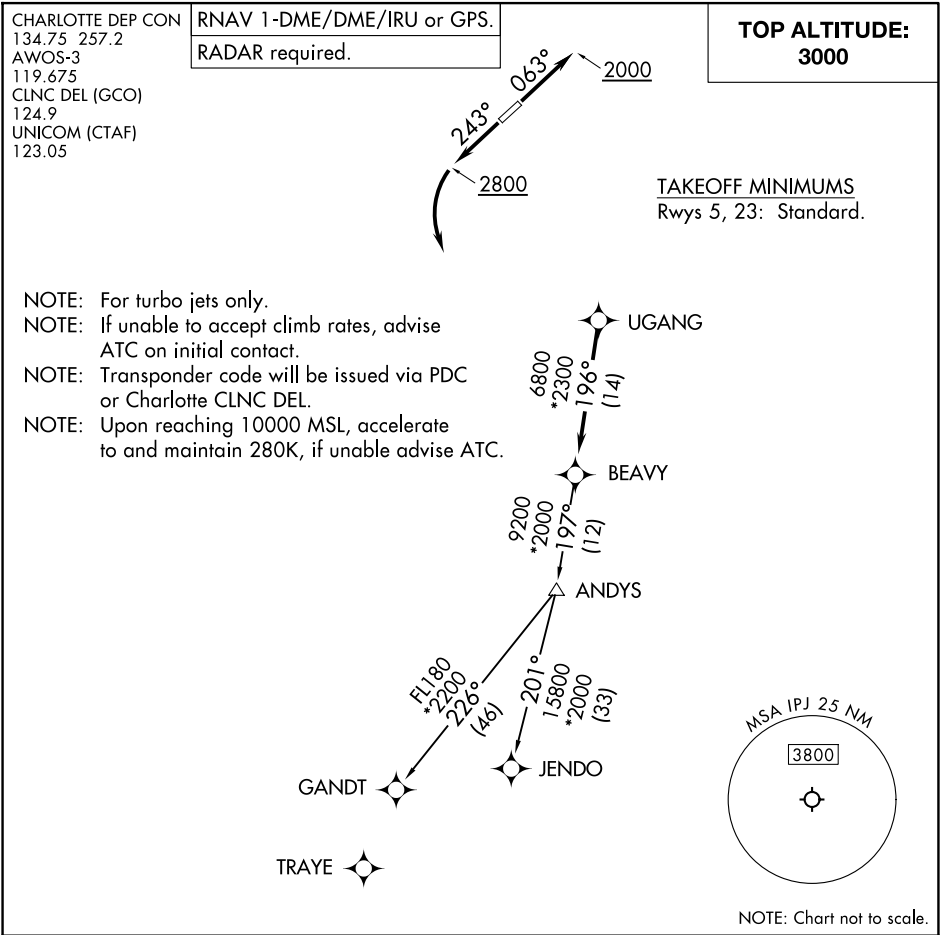 CHARLOTTE DEP CON
134.75 257.2
AWOS-3
119.675
CLNC DEL (GCO)
124.9
UNICOM (CTAF)
123.05
RNAV 1-DME/DME/IRU or GPS.
RADAR required.
TOP ALTITUDE:
3000
063°
2000
243°
2800
TAKEOFF MINIMUMS
Rwys 5, 23: Standard.
NOTE: For turbo jets only.
NOTE: If unable to accept climb rates, advise
ATC on initial contact.
NOTE: Transponder code will be issued via PDC
or Charlotte CLNC DEL.
NOTE: Upon reaching 10000 MSL, accelerate
to and maintain 280K, if unable advise ATC.
UGANG
6800
*2300
196°
(14)
BEAVY
9200
*2000
197°
(12)
ANDYS
FL180
*2200
226°
(46)
201°
15800
*2000
(33)
GANDT
JENDO
TRAYE
MSA IPJ 25 NM
3800
NOTE: Chart not to scale.